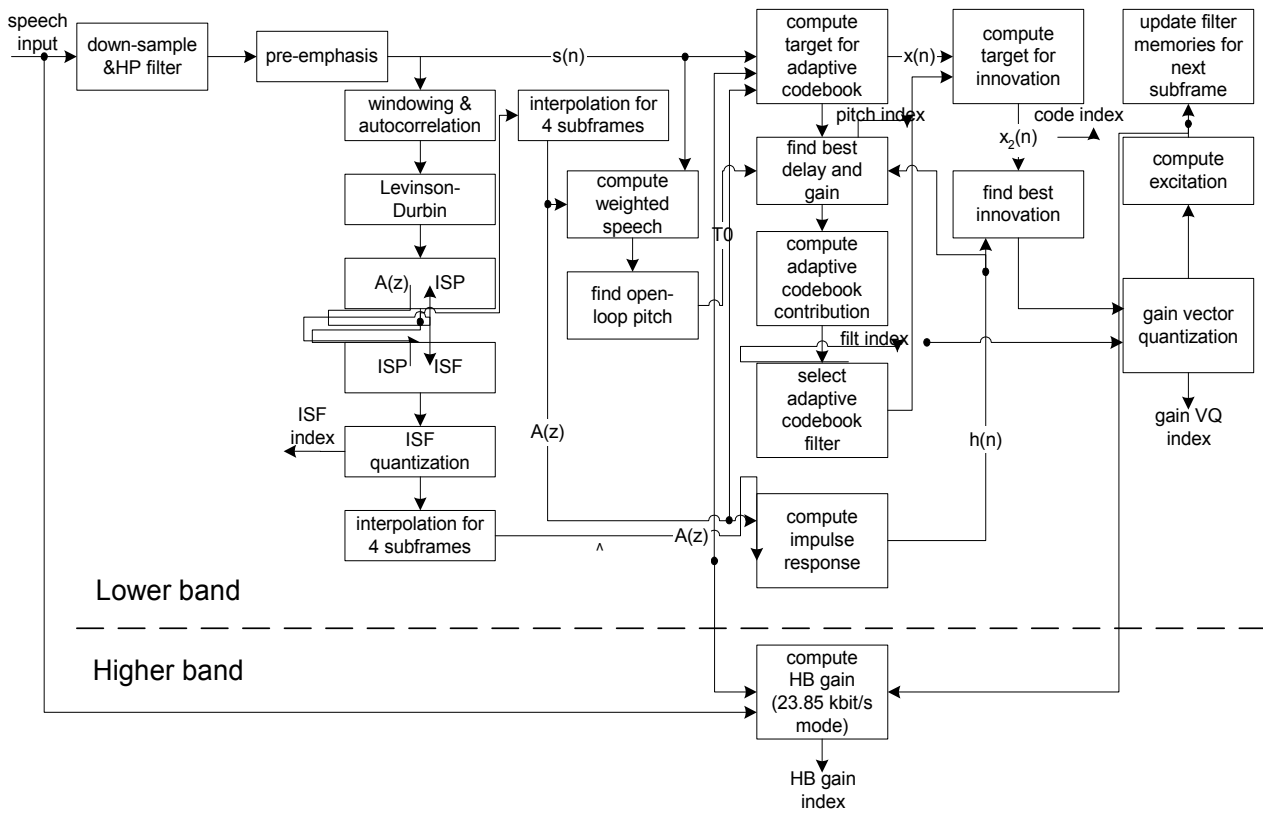 speech
input
down-sample
&HP filter
pre-emphasis
s(n)
windowing &
autocorrelation
Levinson-
Durbin
A(z) ISP
ISP ISF
ISF
index
ISF
quantization
interpolation for
4 subframes
interpolation for
4 subframes
compute
weighted
speech
find open-
loop pitch
A(z)
^
A(z)
T0
compute
target for
adaptive
codebook
x(n)
pitch index
find best
delay and
gain
compute
adaptive
codebook
contribution
filt index
select
adaptive
codebook
filter
compute
impulse
response
h(n)
compute
target for
innovation
x2(n)
code index
find best
innovation
update filter
memories for
next
subframe
compute
excitation
gain vector
quantization
gain VQ
index
Lower band
Higher band
compute
HB gain
(23.85 kbit/s
mode)
HB gain
index